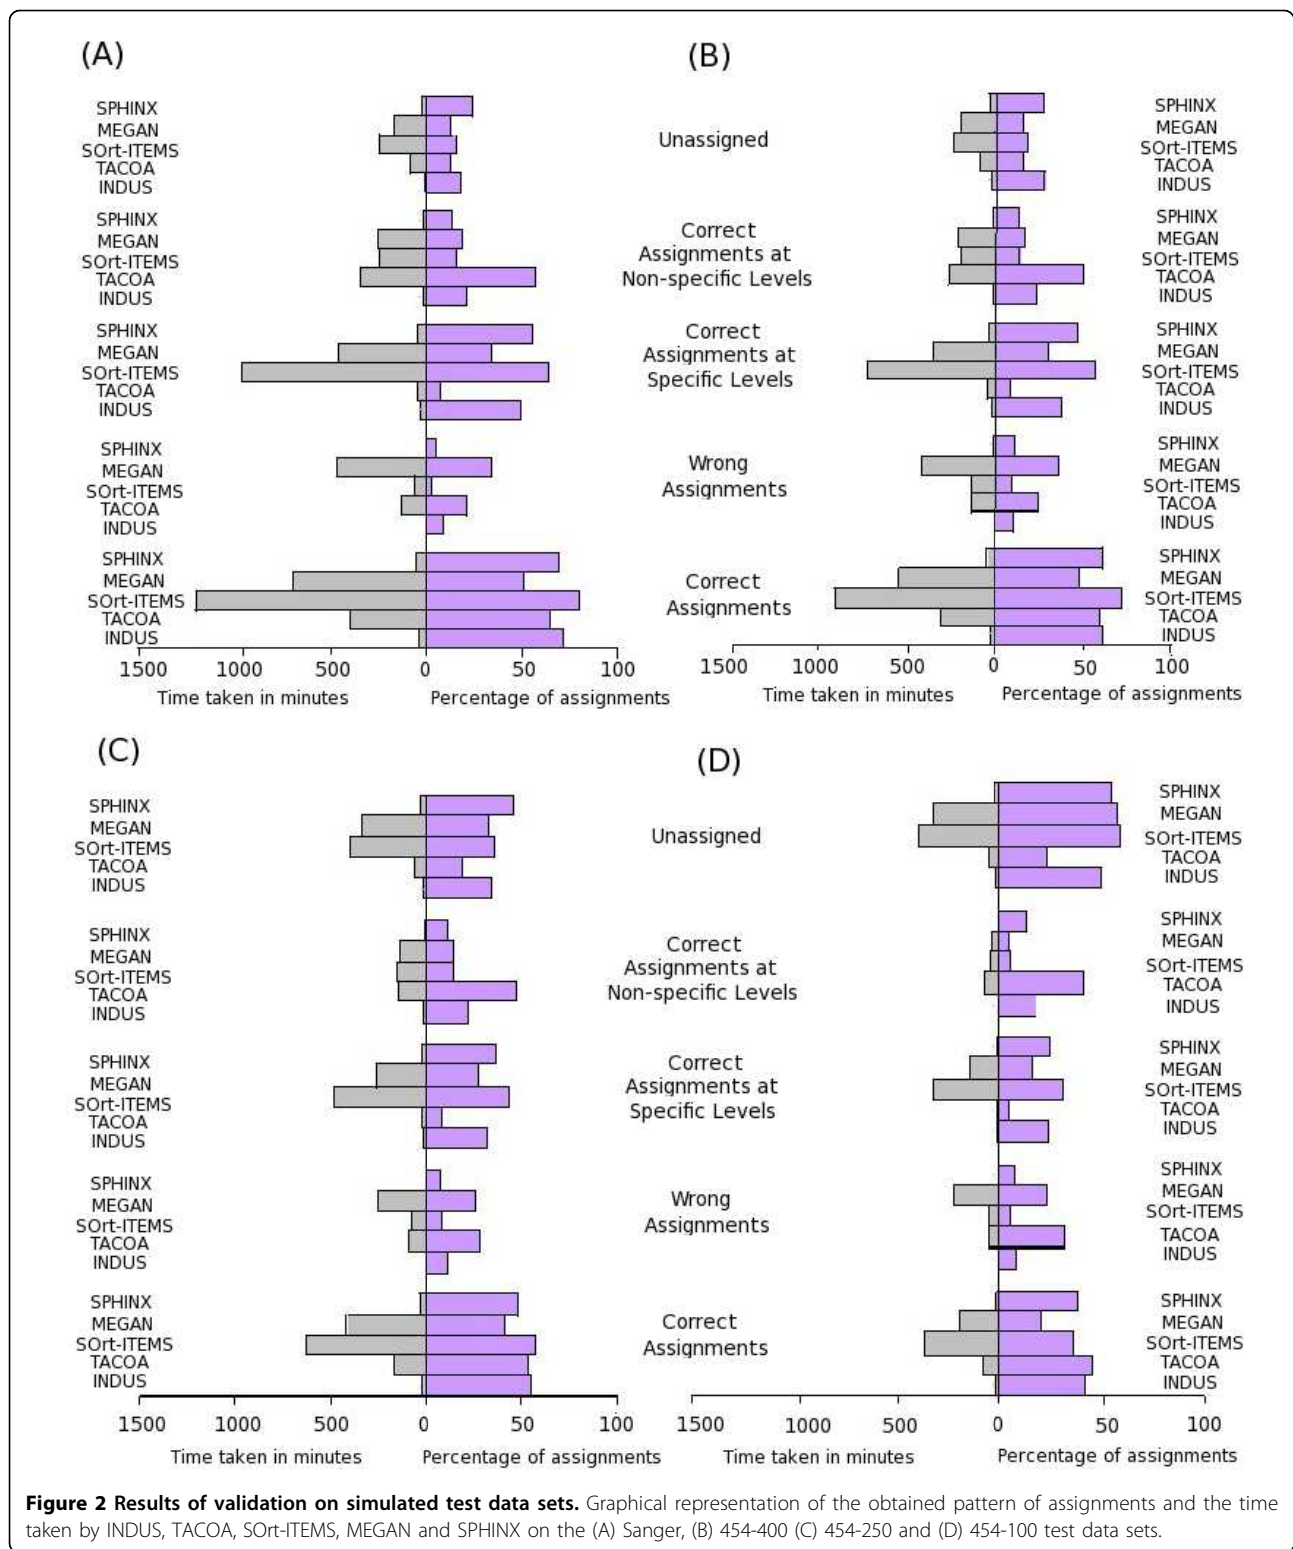 (A)
SPHINX
MEGAN
SOrt-ITEMS
TACOA
INDUS
SPHINX
MEGAN
SOrt-ITEMS
TACOA
INDUS
SPHINX
MEGAN
SOrt-ITEMS
TACOA
INDUS
SPHINX
MEGAN
SOrt-ITEMS
TACOA
INDUS
SPHINX
MEGAN
SOrt-ITEMS
TACOA
INDUS
1500 1000 500 0 50 100
Time taken in minutes Percentage of assignments
(B)
Unassigned
Correct
Assignments at
Non-specific Levels
Correct
Assignments at
Specific Levels
Wrong
Assignments
Correct
Assignments
SPHINX
MEGAN
SOrt-ITEMS
TACOA
INDUS
SPHINX
MEGAN
SOrt-ITEMS
TACOA
INDUS
SPHINX
MEGAN
SOrt-ITEMS
TACOA
INDUS
SPHINX
MEGAN
SOrt-ITEMS
TACOA
INDUS
SPHINX
MEGAN
SOrt-ITEMS
TACOA
INDUS
1500 1000 500 0 50 100
Time taken in minutes Percentage of assignments
(C)
SPHINX
MEGAN
SOrt-ITEMS
TACOA
INDUS
SPHINX
MEGAN
SOrt-ITEMS
TACOA
INDUS
SPHINX
MEGAN
SOrt-ITEMS
TACOA
INDUS
SPHINX
MEGAN
SOrt-ITEMS
TACOA
INDUS
SPHINX
MEGAN
SOrt-ITEMS
TACOA
INDUS
1500 1000 500 0 50 100
Time taken in minutes Percentage of assignments
(D)
Unassigned
Correct
Assignments at
Non-specific Levels
Correct
Assignments at
Specific Levels
Wrong
Assignments
Correct
Assignments
SPHINX
MEGAN
SOrt-ITEMS
TACOA
INDUS
SPHINX
MEGAN
SOrt-ITEMS
TACOA
INDUS
SPHINX
MEGAN
SOrt-ITEMS
TACOA
INDUS
SPHINX
MEGAN
SOrt-ITEMS
TACOA
INDUS
SPHINX
MEGAN
SOrt-ITEMS
TACOA
INDUS
1500 1000 500 0 50 100
Time taken in minutes Percentage of assignments
Figure 2 Results of validation on simulated test data sets. Graphical representation of the obtained pattern of assignments and the time
taken by INDUS, TACOA, SOrt-ITEMS, MEGAN and SPHINX on the (A) Sanger, (B) 454-400 (C) 454-250 and (D) 454-100 test data sets.